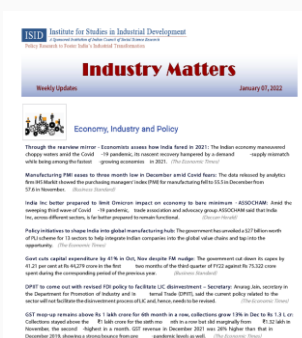 ISID Institute for Studies in Industrial Development
A Sponsored Institution of Indian Council of Social Science Research
Policy Research to Foster India's Industrial Transformation
Industry Matters
Weekly Updates January 07, 2022
Economy, Industry and Policy
Through the rearview mirror - Economists assess how India fared in 2021: The Indian economy maneuvered
choppy waters amid the Covid -19 pandemic, its nascent recovery hampered by a demand -supply mismatch
while being among the fastest -growing economies in 2021. (The Economic Times)
Manufacturing PMI eases to three month low in December amid Covid fears: The data released by analytics
firm IHS Markit showed the purchasing managers' index (PMI) for manufacturing fell to 55.5 in December from
57.6 in November. (Business Standard)
India Inc better prepared to limit Omicron impact on economy to bare minimum - ASSOCHAM: Amid the
sweeping third wave of Covid -19 pandemic, trade association and advocacy group ASSOCHAM said that India
Inc, across different sectors, is far better prepared to remain functional. (Deccan Herald)
Policy initiatives to shape India into global manufacturing hub: The government has unveiled a $27 billion worth
of PLI scheme for 13 sectors to help integrate Indian companies into the global value chains and tap into the
opportunity. (The Economic Times)
Govt cuts capital expenditure by 41% in Oct, Nov despite FM nudge: The government cut down its capex by
41.21 per cent at Rs 44,279 crore in the first two months of the third quarter of FY22 against Rs 75,322 crore
spent during the corresponding period of the previous year. (Business Standard)
DPIIT to come out with revised FDI policy to facilitate LIC disinvestment – Secretary: Anurag Jain, secretary in
the Department for Promotion of Industry and In ternal Trade (DPIIT), said the current policy related to the
sector will not facilitate the disinvestment process of LIC and, hence, needs to be revised. (The Economic Times)
GST mop-up remains above Rs 1 lakh crore for 6th month in a row, collections grow 13% in Dec to Rs 1.3 L cr:
Collections stayed above the ₹1 lakh crore for the sixth mo nth in a row but did marginally from ₹1.32 lakh in
November, the second -highest in a month. GST revenue in December 2021 was 26% higher than that in
December 2019, showing a strong bounce from pre- pandemic levels as well. (The Economic Times)